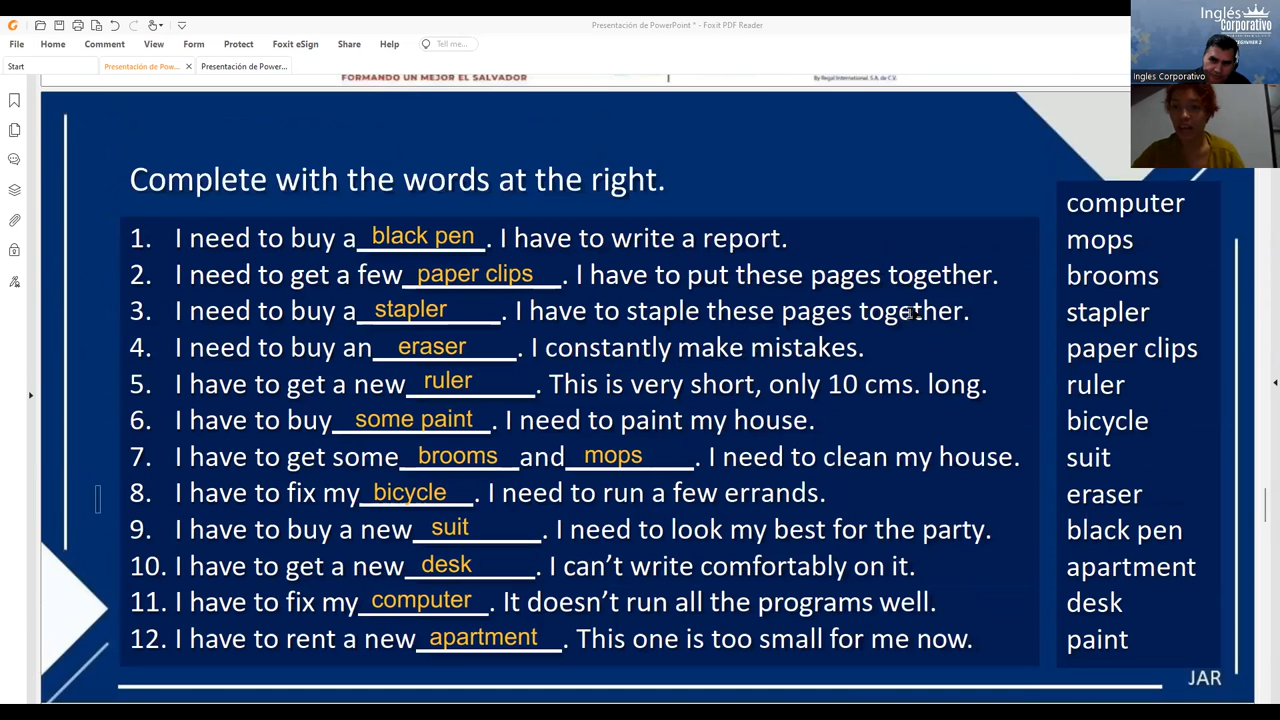 Presentación de PowerPoint * - Foxit PDF Reader
File Home Comment View Form Protect Foxit eSign Share Help Tell me...
Start Presentación de Pow... Presentación de Power...
FORMANDO UN MEJOR EL SALVADOR
By Regal International, S.A. de C.V.
Inglés
Corporativo
BEGINNER 2
Ingles Corporativo
Complete with the words at the right.
1. I need to buy a black pen. I have to write a report.
2. I need to get a few paper clips. I have to put these pages together.
3. I need to buy a stapler. I have to staple these pages together.
4. I need to buy an eraser. I constantly make mistakes.
5. I have to get a new ruler. This is very short, only 10 cms. long.
6. I have to buy some paint. I need to paint my house.
7. I have to get some brooms and mops. I need to clean my house.
8. I have to fix my bicycle. I need to run a few errands.
9. I have to buy a new suit. I need to look my best for the party.
10. I have to get a new desk. I can't write comfortably on it.
11. I have to fix my computer. It doesn't run all the programs well.
12. I have to rent a new apartment. This one is too small for me now.
computer
mops
brooms
stapler
paper clips
ruler
bicycle
suit
eraser
black pen
apartment
desk
paint
JAR